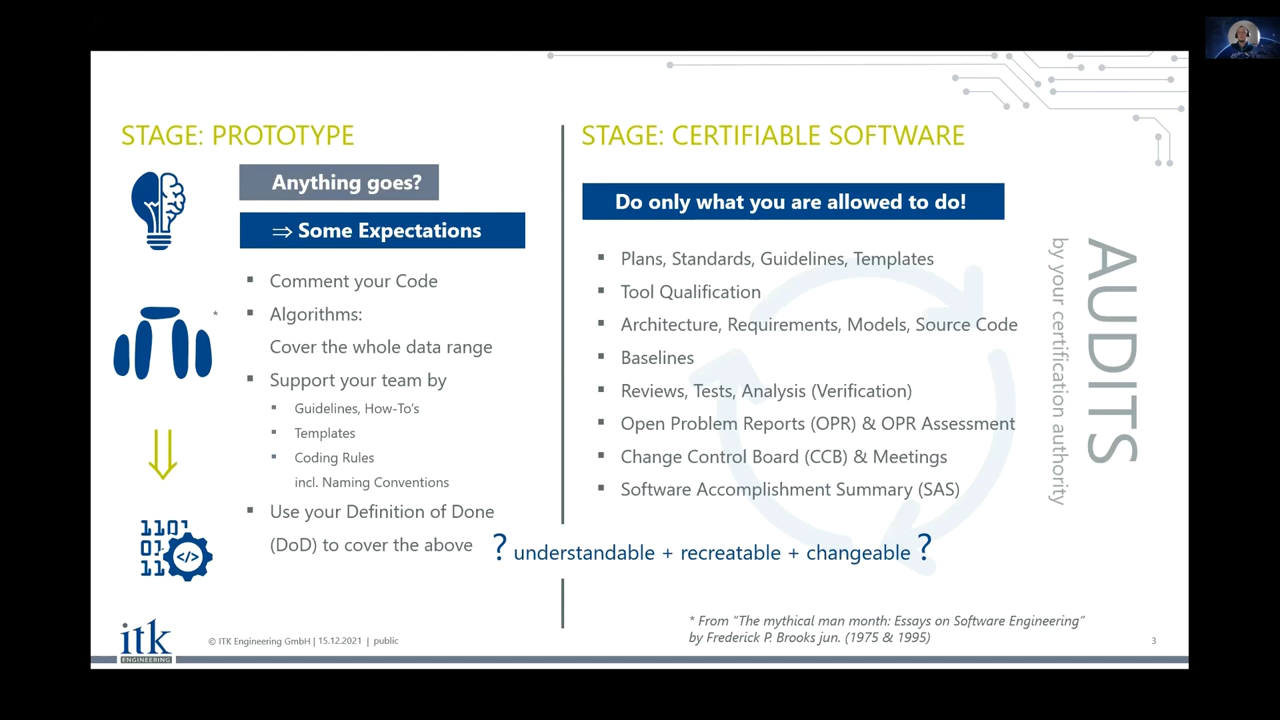 STAGE: PROTOTYPE
Anything goes?
⇒ Some Expectations
▪ Comment your Code
▪ Algorithms:
Cover the whole data range
▪ Support your team by
▪ Guidelines, How-To's
▪ Templates
▪ Coding Rules
incl. Naming Conventions
▪ Use your Definition of Done
(DoD) to cover the above
*
1101
01
11
</>
STAGE: CERTIFIABLE SOFTWARE
Do only what you are allowed to do!
▪ Plans, Standards, Guidelines, Templates
▪ Tool Qualification
▪ Architecture, Requirements, Models, Source Code
▪ Baselines
▪ Reviews, Tests, Analysis (Verification)
▪ Open Problem Reports (OPR) & OPR Assessment
▪ Change Control Board (CCB) & Meetings
▪ Software Accomplishment Summary (SAS)
AUDITS
by your certification authority
? understandable + recreatable + changeable ?
* From "The mythical man month: Essays on Software Engineering"
by Frederick P. Brooks jun. (1975 & 1995)
itk
ENGINEERING
© ITK Engineering GmbH | 15.12.2021 | public
3